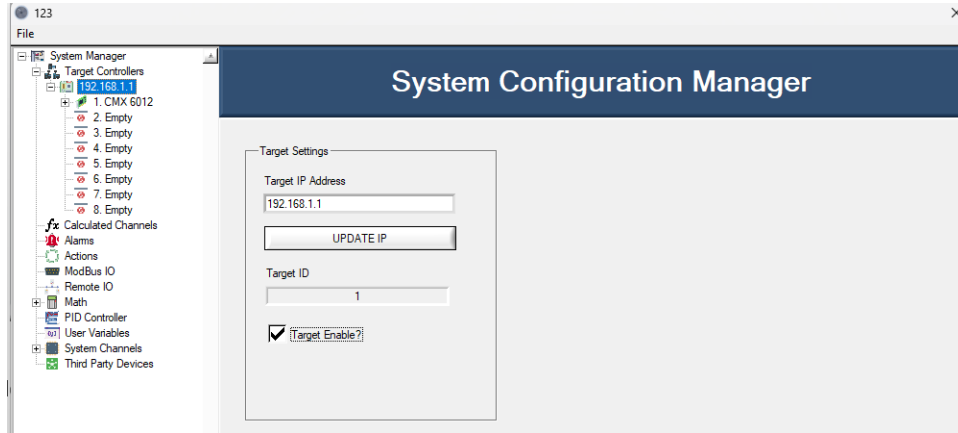 123
File
System Manager
Target Controllers
192.168.1.1
1. CMX 6012
2. Empty
3. Empty
4. Empty
5. Empty
6. Empty
7. Empty
8. Empty
fx Calculated Channels
Alarms
Actions
ModBus IO
Remote IO
Math
PID Controller
User Variables
System Channels
Third Party Devices
System Configuration Manager
Target Settings
Target IP Address
192.168.1.1
UPDATE IP
Target ID
1
Target Enable?